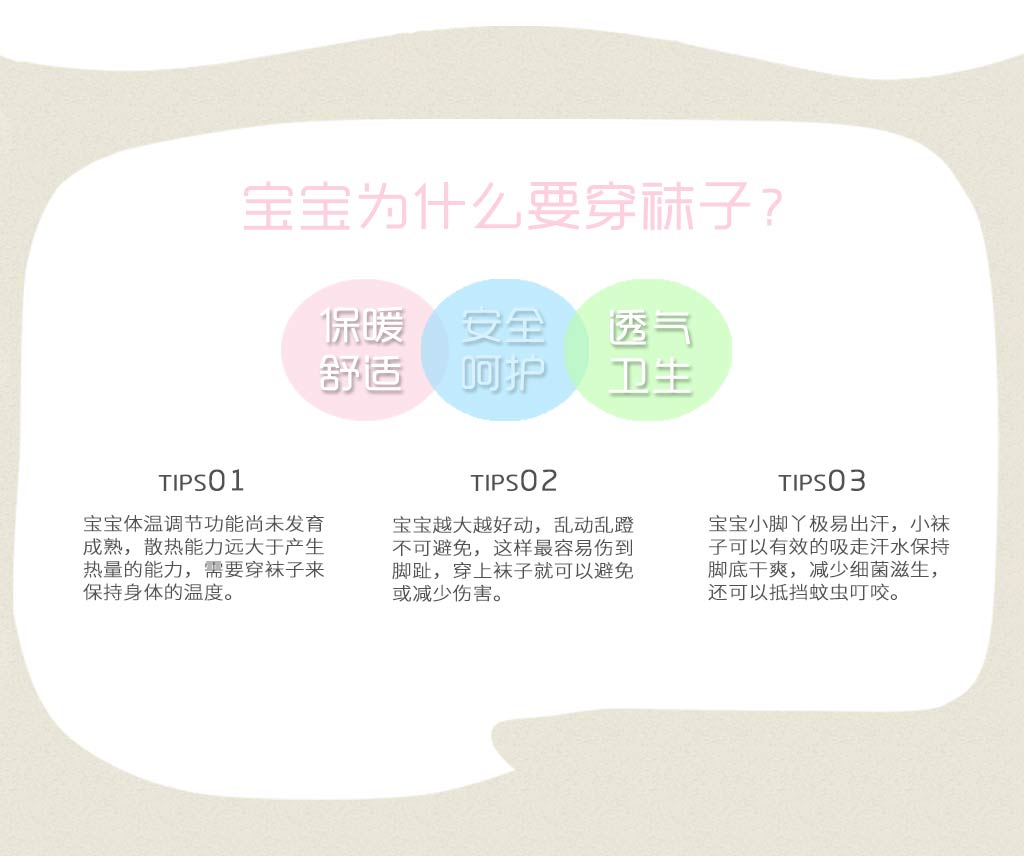 宝宝为什么要穿袜子?
保暖
舒适
安全
呵护
透气
卫生
TIPS01
宝宝体温调节功能尚未发育
成熟，散热能力远大于产生
热量的能力，需要穿袜子来
保持身体的温度。
TIPS02
宝宝越大越好动，乱动乱蹬
不可避免，这样最容易伤到
脚趾，穿上袜子就可以避免
或减少伤害。
TIPS03
宝宝小脚丫极易出汗，小袜
子可以有效的吸走汗水保持
脚底干爽，减少细菌滋生，
还可以抵挡蚊虫叮咬。